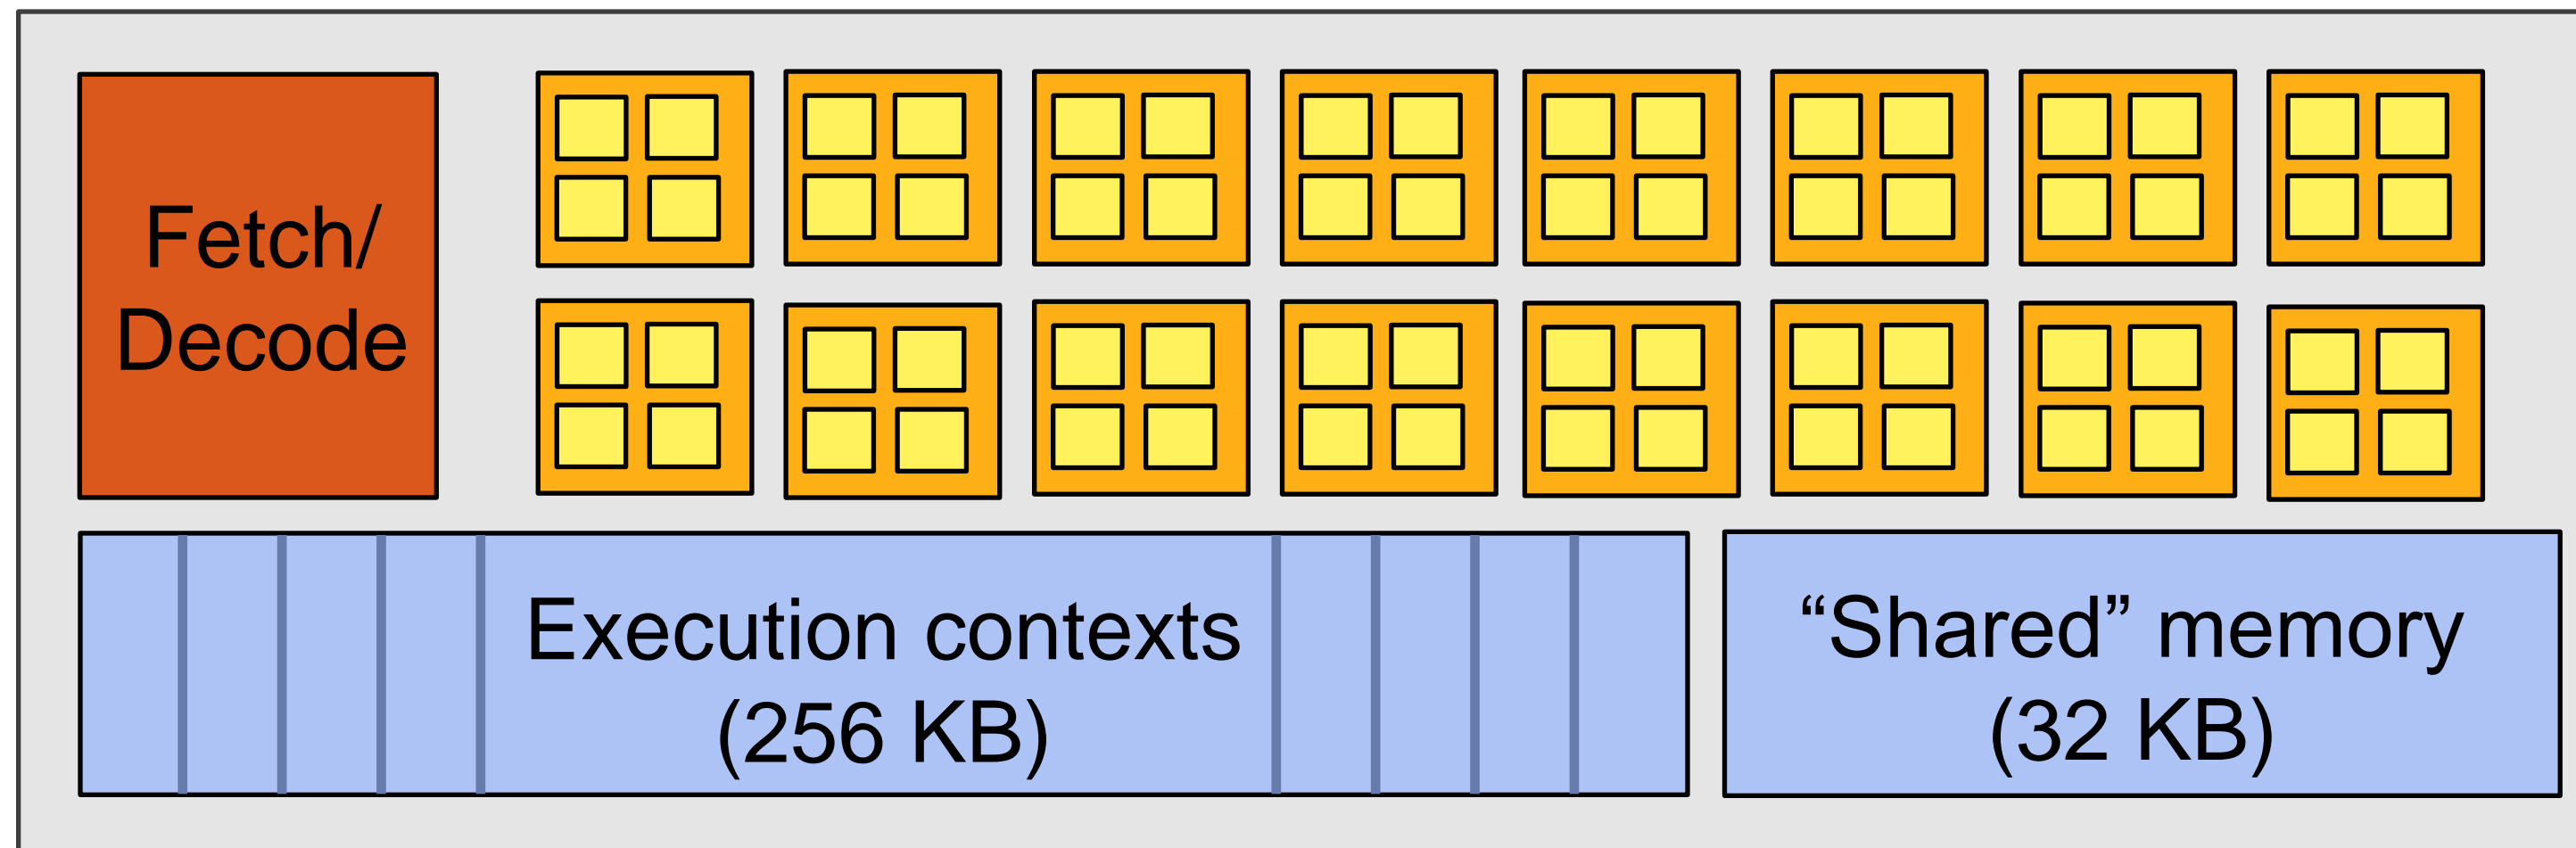 Fetch/
Decode
Execution contexts
(256 KB)
“Shared” memory
(32 KB)